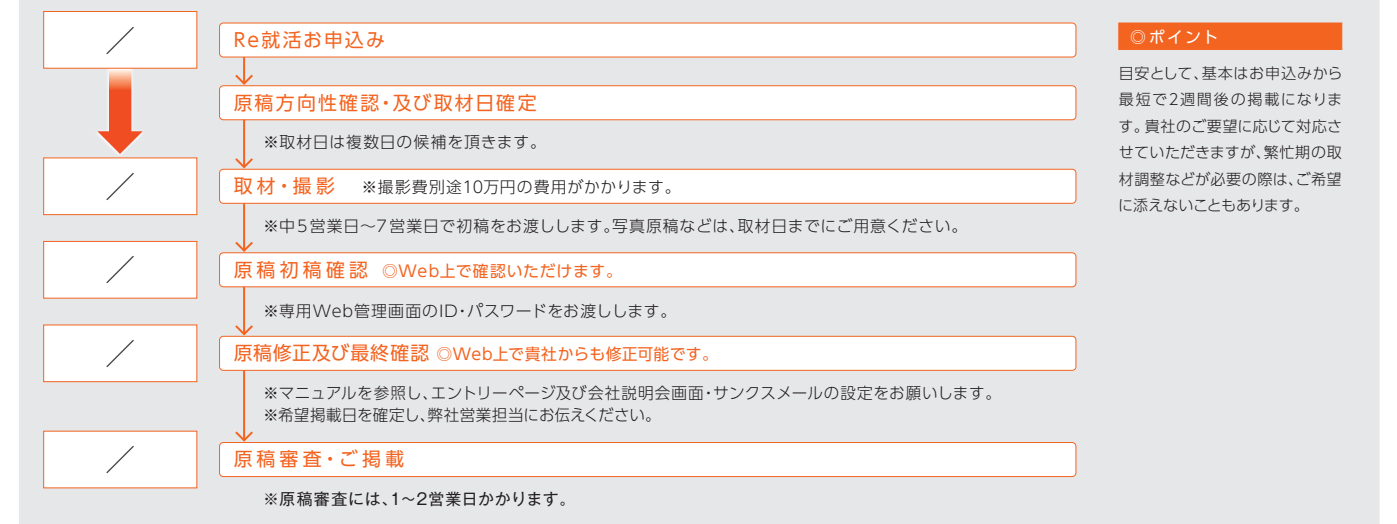 ／
Re就活お申込み
原稿方向性確認・及び取材日確定
※取材日は複数日の候補を頂きます。
／
取材・撮影　※撮影費別途10万円の費用がかかります。
※中5営業日～7営業日で初稿をお渡しします。写真原稿などは、取材日までにご用意ください。
／
原稿初稿確認 ◎Web上で確認いただけます。
※専用Web管理画面のID・パスワードをお渡しします。
／
原稿修正及び最終確認 ◎Web上で貴社からも修正可能です。
※マニュアルを参照し、エントリーページ及び会社説明会画面・サンクスメールの設定をお願いします。
※希望掲載日を確定し、弊社営業担当にお伝えください。
／
原稿審査・ご掲載
※原稿審査には、1～2営業日かかります。
◎ポイント
目安として、基本はお申込みから
最短で2週間後の掲載になりま
す。貴社のご要望に応じて対応さ
せていただきますが、繁忙期の取
材調整などが必要の際は、ご希望
に添えないこともあります。